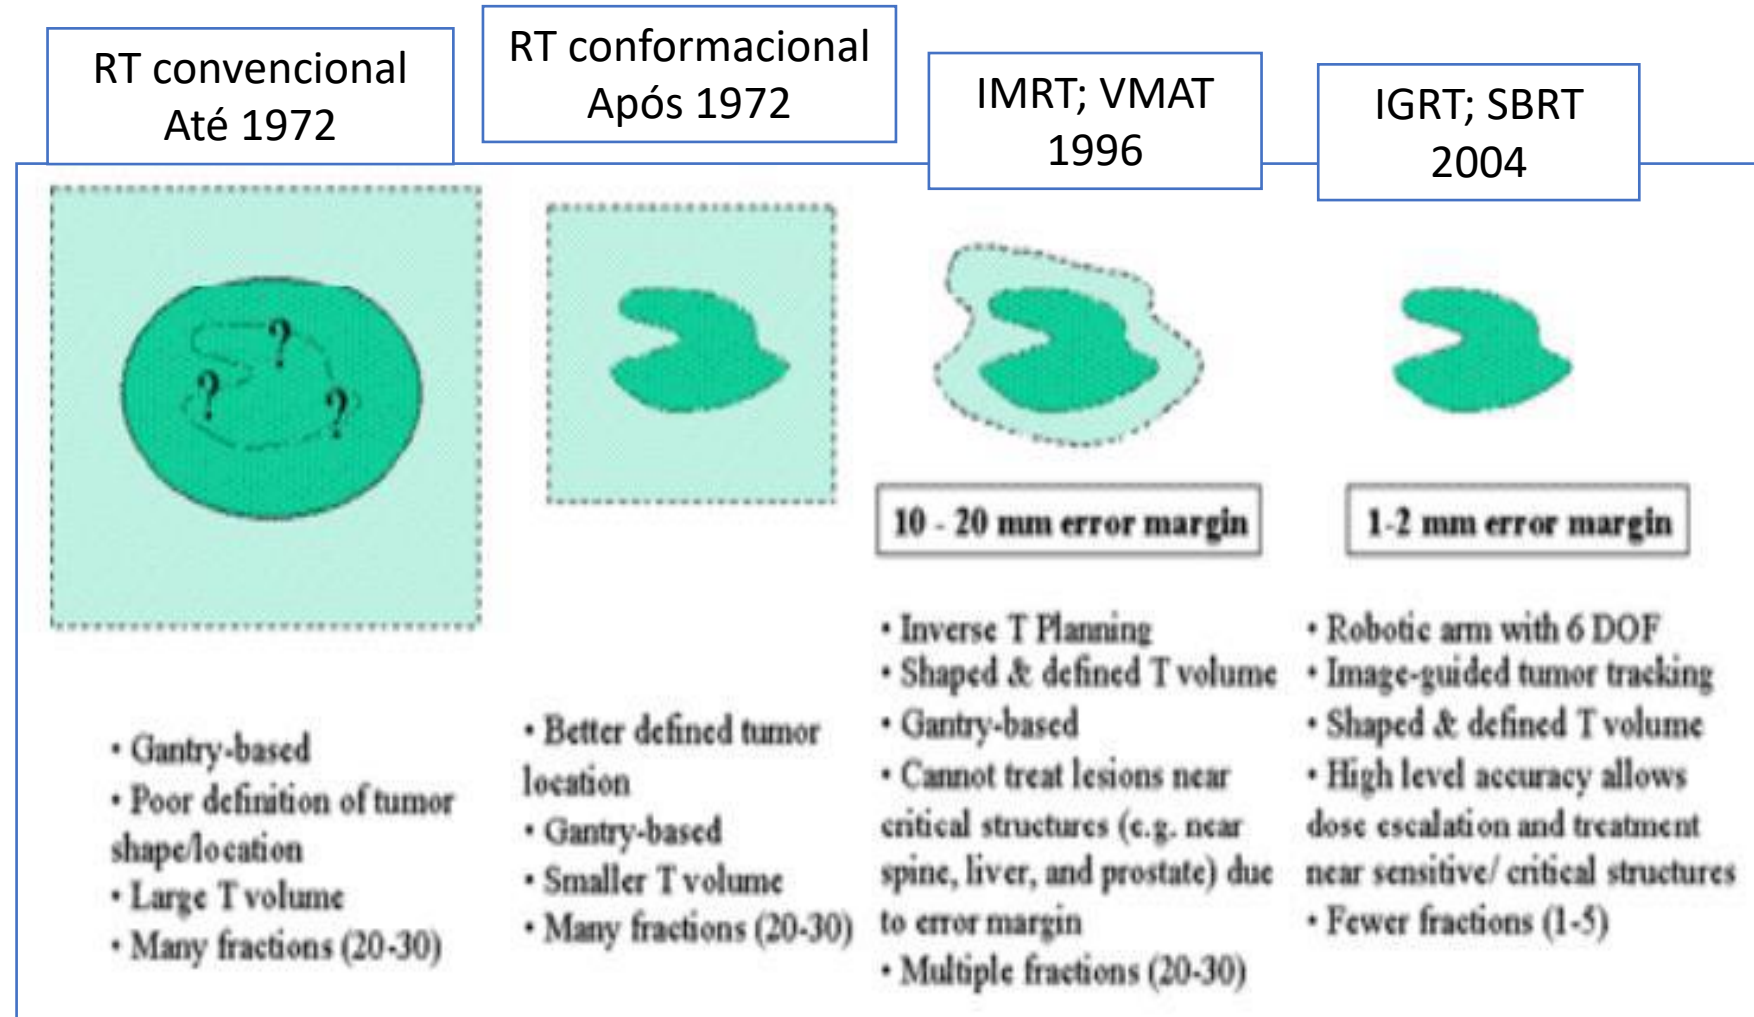 RT convencional
Até 1972
RT conformacional
Após 1972
IMRT; VMAT
1996
IGRT; SBRT
2004
?
?
?
10 - 20 mm error margin
1-2 mm error margin
• Gantry-based
• Poor definition of tumor
shape/location
• Large T volume
• Many fractions (20-30)
• Better defined tumor
location
• Gantry-based
• Smaller T volume
• Many fractions (20-30)
• Inverse T Planning
• Shaped & defined T volume
• Gantry-based
• Cannot treat lesions near
critical structures (e.g. near
spine, liver, and prostate) due
to error margin
• Multiple fractions (20-30)
• Robotic arm with 6 DOF
• Image-guided tumor tracking
• Shaped & defined T volume
• High level accuracy allows
dose escalation and treatment
near sensitive/ critical structures
• Fewer fractions (1-5)